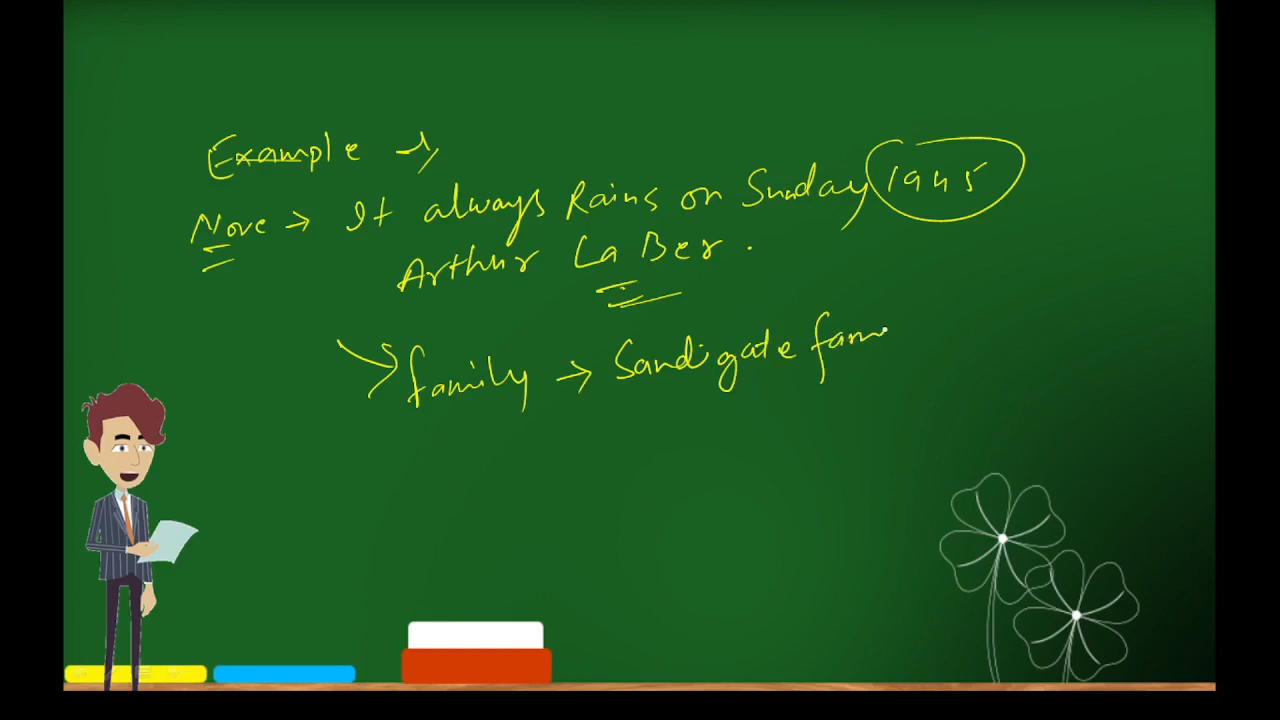 Example →
Nove → It always Rains on Sunday 1945
Arthur La Ber.
→ family → Sandigate fam